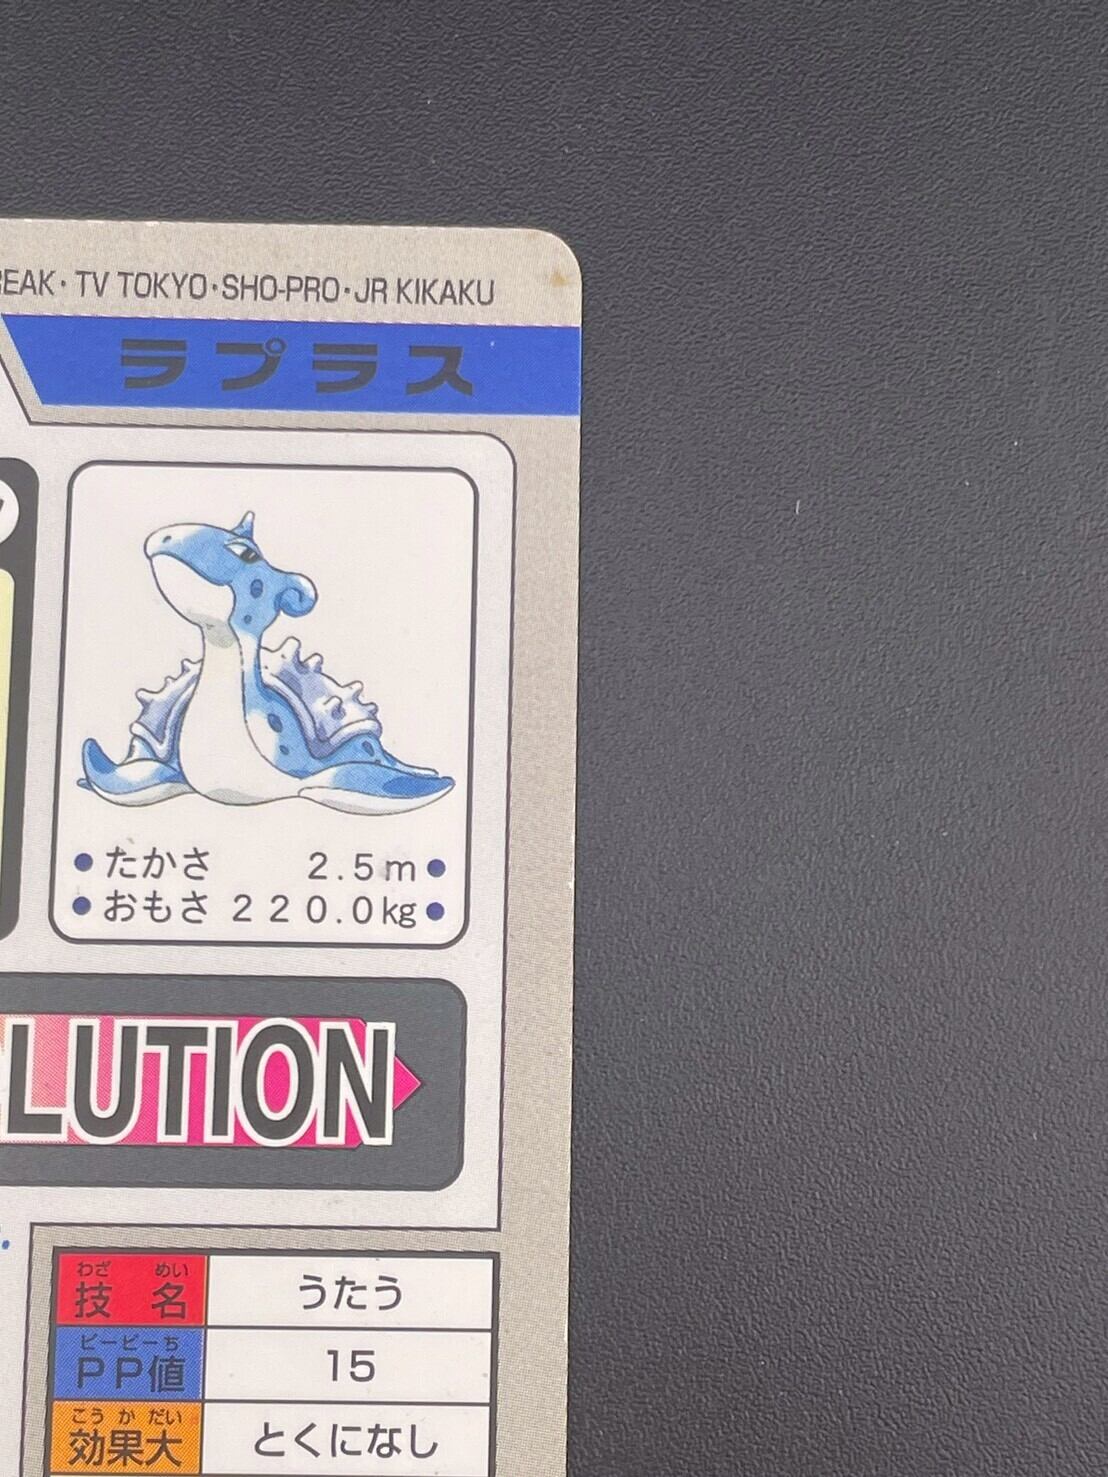 REAK・TV TOKYO・SHO-PRO・JR KIKAKU
ラプラス
●たかさ 2.5m●
●おもさ 220.0kg●
LUTION
わざ めい
技 名 うたう
ピーピーち
PP値 15
こうかだい
効果大 とくになし